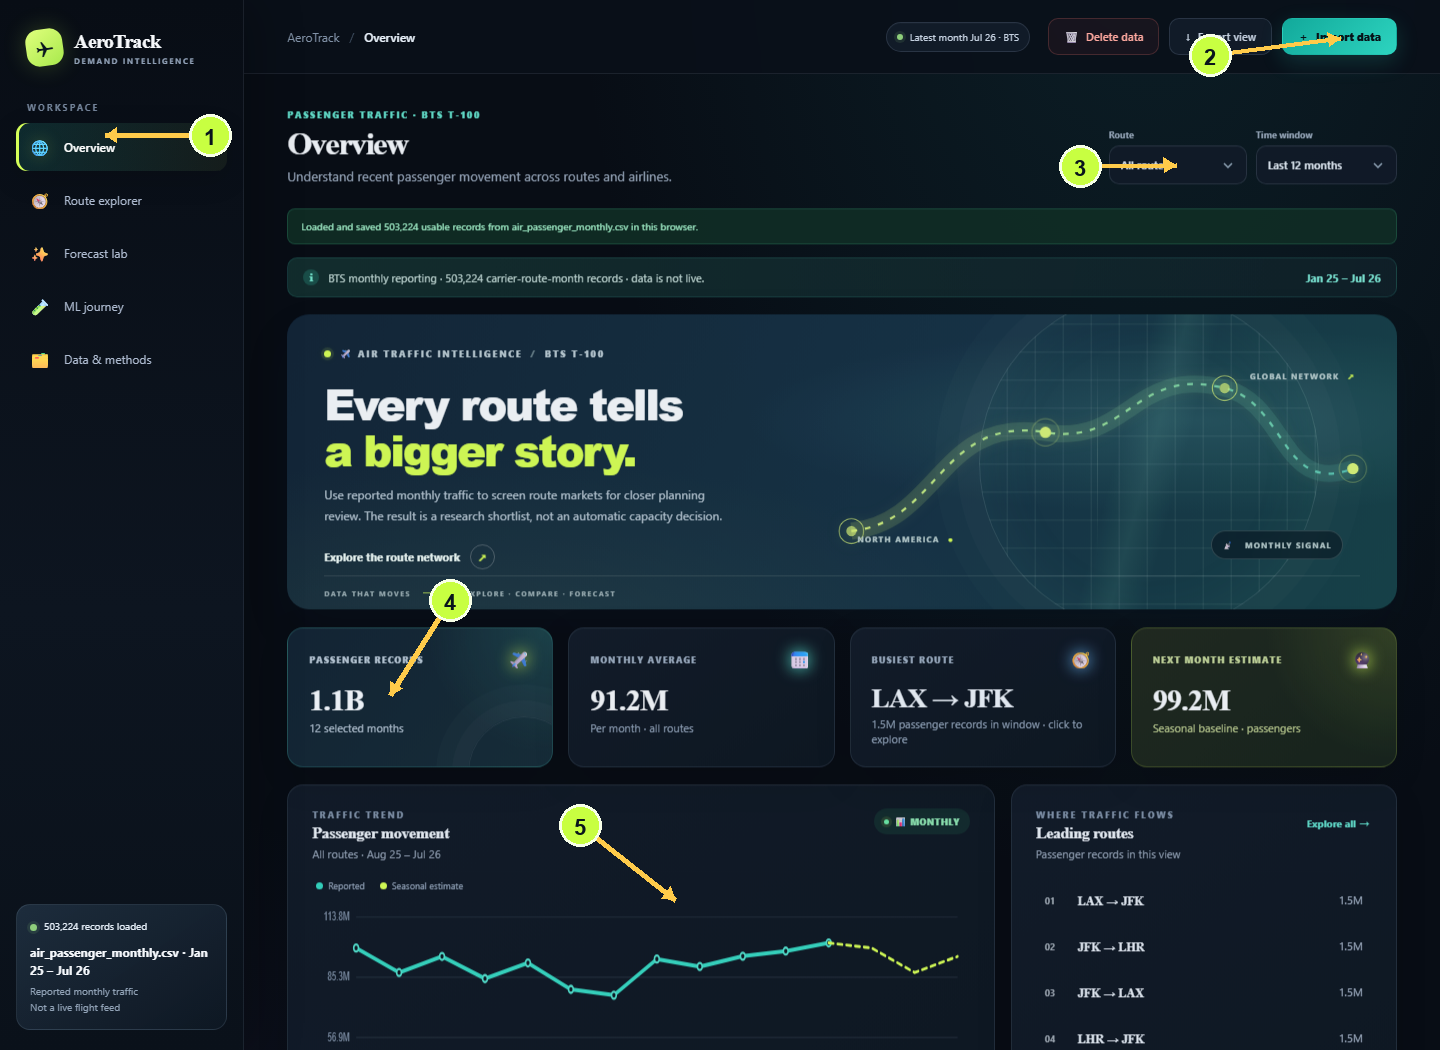 AeroTrack
DEMAND INTELLIGENCE
WORKSPACE
Overview
Route explorer
Forecast lab
ML journey
Data & methods
503,224 records loaded
air_passenger_monthly.csv · Jan
25 – Jul 26
Reported monthly traffic
Not a live flight feed
1
AeroTrack / Overview
Latest month Jul 26 · BTS
Delete data
↓ view
+ data
2
PASSENGER TRAFFIC · BTS T-100
Overview
Understand recent passenger movement across routes and airlines.
Route
Time window
3
Last 12 months
Loaded and saved 503,224 usable records from air_passenger_monthly.csv in this browser.
i BTS monthly reporting · 503,224 carrier-route-month records · data is not live.
Jan 25 – Jul 26
AIR TRAFFIC INTELLIGENCE / BTS T-100
Every route tells
a bigger story.
Use reported monthly traffic to screen route markets for closer planning
review. The result is a research shortlist, not an automatic capacity decision.
Explore the route network ↗
DATA THAT MOVES
COMPARE · FORECAST
GLOBAL NETWORK ↗
NORTH AMERICA
MONTHLY SIGNAL
4
PASSENGER RECORDS
1.1B
12 selected months
MONTHLY AVERAGE
91.2M
Per month · all routes
BUSIEST ROUTE
LAX → JFK
1.5M passenger records in window · click to
explore
NEXT MONTH ESTIMATE
99.2M
Seasonal baseline · passengers
TRAFFIC TREND
Passenger movement
All routes · Aug 25 – Jul 26
MONTHLY
5
Reported
Seasonal estimate
113.8M
85.3M
56.9M
WHERE TRAFFIC FLOWS
Leading routes
Passenger records in this view
Explore all →
01 LAX → JFK 1.5M
02 JFK → LHR 1.5M
03 JFK → LAX 1.5M
04 LHR → JFK 1.5M